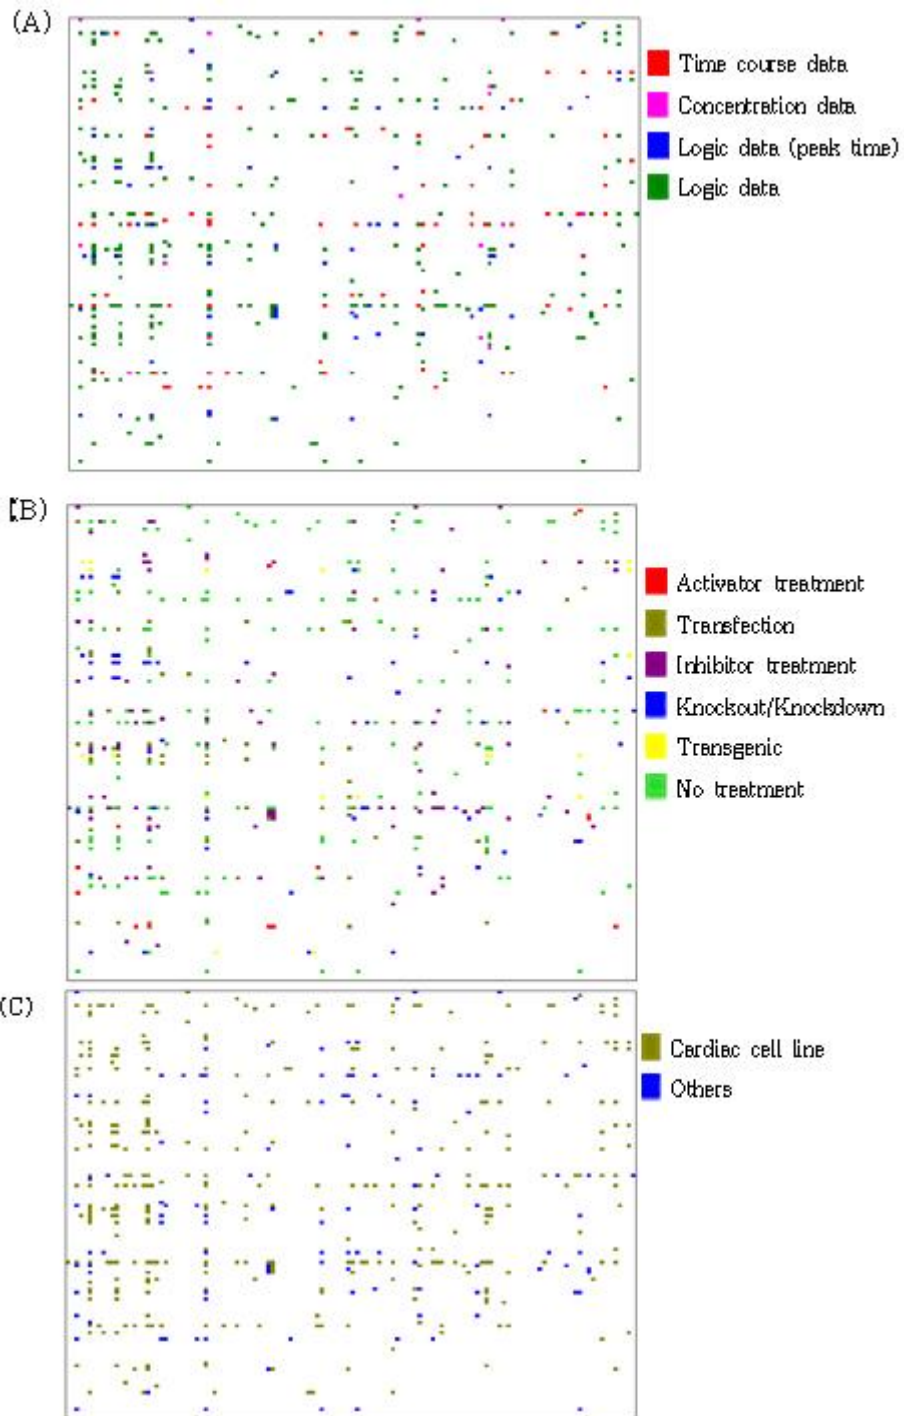 (A)
Time course data
Concentration data
Logic data (peak time)
Logic data
(B)
Activator treatment
Transfection
Inhibitor treatment
Knockout/Knockdown
Transgenic
No treatment
(C)
Cardiac cell line
Others